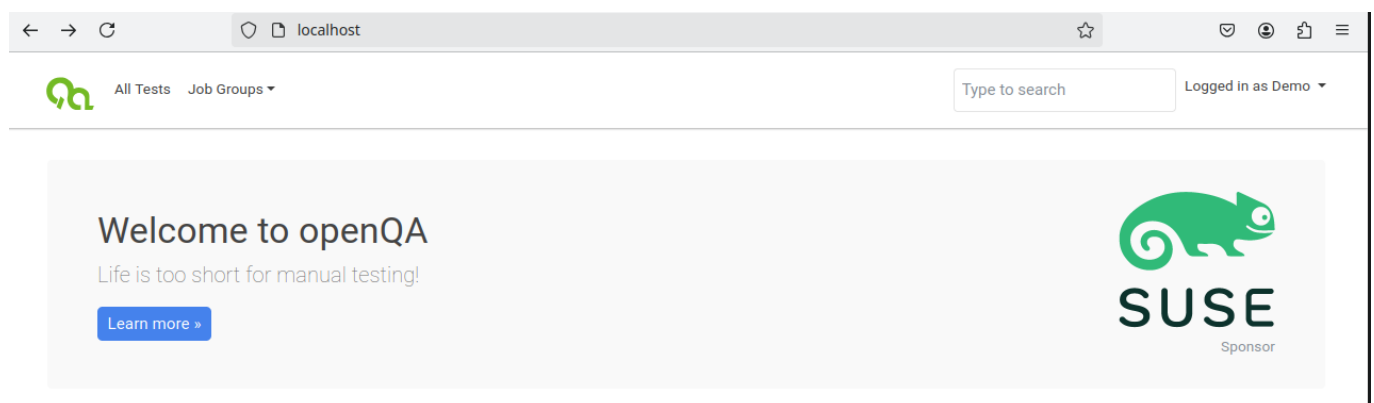 localhost
All Tests Job Groups Type to search Logged in as Demo
Welcome to openQA
Life is too short for manual testing!
Learn more »
SUSE
Sponsor